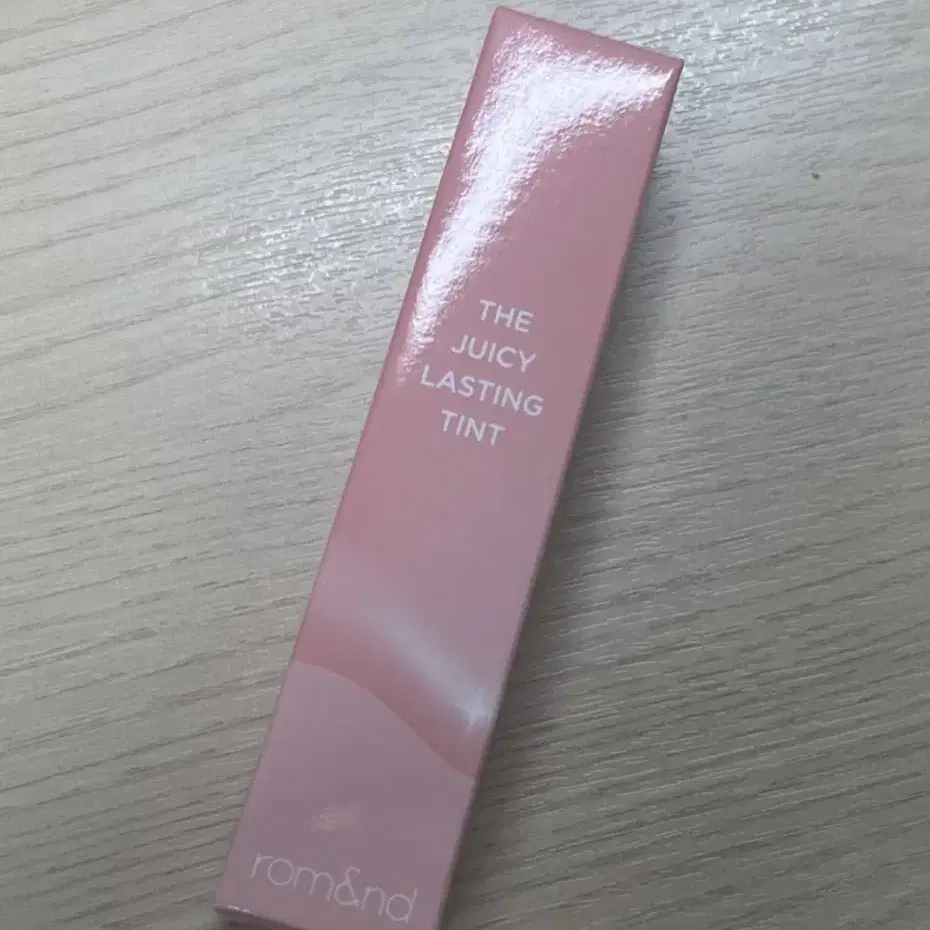 THE
JUICY
LASTING
TINT
rom&nd